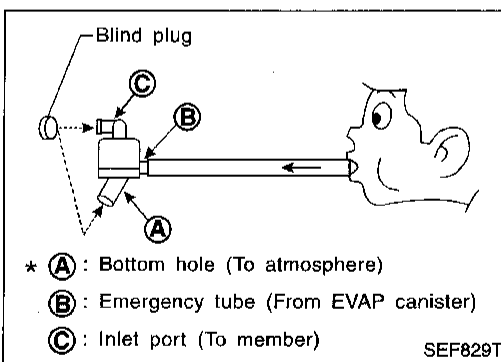 Blind plug
C
B
A
* A : Bottom hole (To atmosphere)
B : Emergency tube (From EVAP canister)
C : Inlet port (To member)
SEF829T